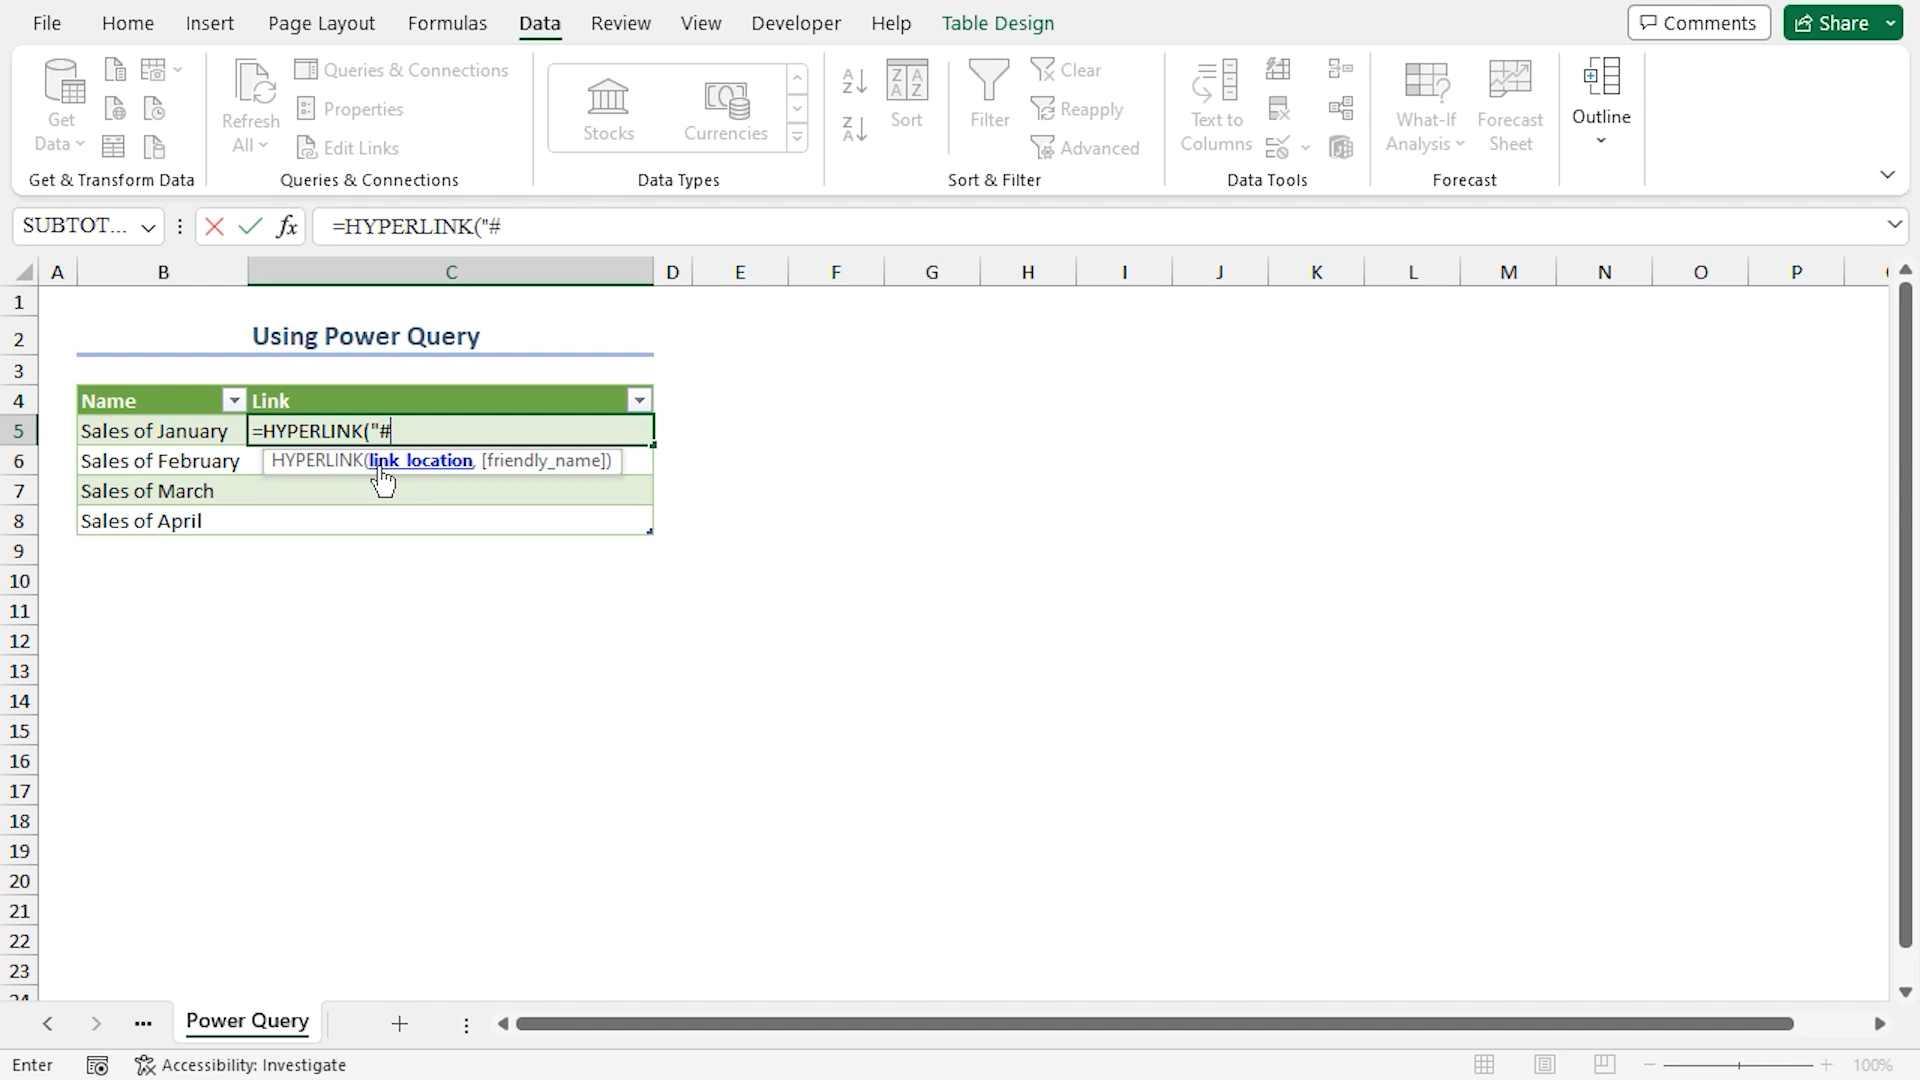 File Home Insert Page Layout Formulas Data Review View Developer Help Table Design Comments Share
Get Data
Refresh All
Queries & Connections
Properties
Edit Links
Stocks
Currencies
Sort
Filter
Clear
Reapply
Advanced
Text to Columns
What-If Analysis
Forecast Sheet
Outline
Get & Transform Data
Queries & Connections
Data Types
Sort & Filter
Data Tools
Forecast
SUBTOT...
fx
=HYPERLINK("#
A B C D E F G H I J K L M N O P
1
2 Using Power Query
3
4 Name Link
5 Sales of January =HYPERLINK("#
6 Sales of February HYPERLINK(link_location, [friendly_name])
7 Sales of March
8 Sales of April
9
10
11
12
13
14
15
16
17
18
19
20
21
22
23
24
... Power Query
Enter Accessibility: Investigate 100%